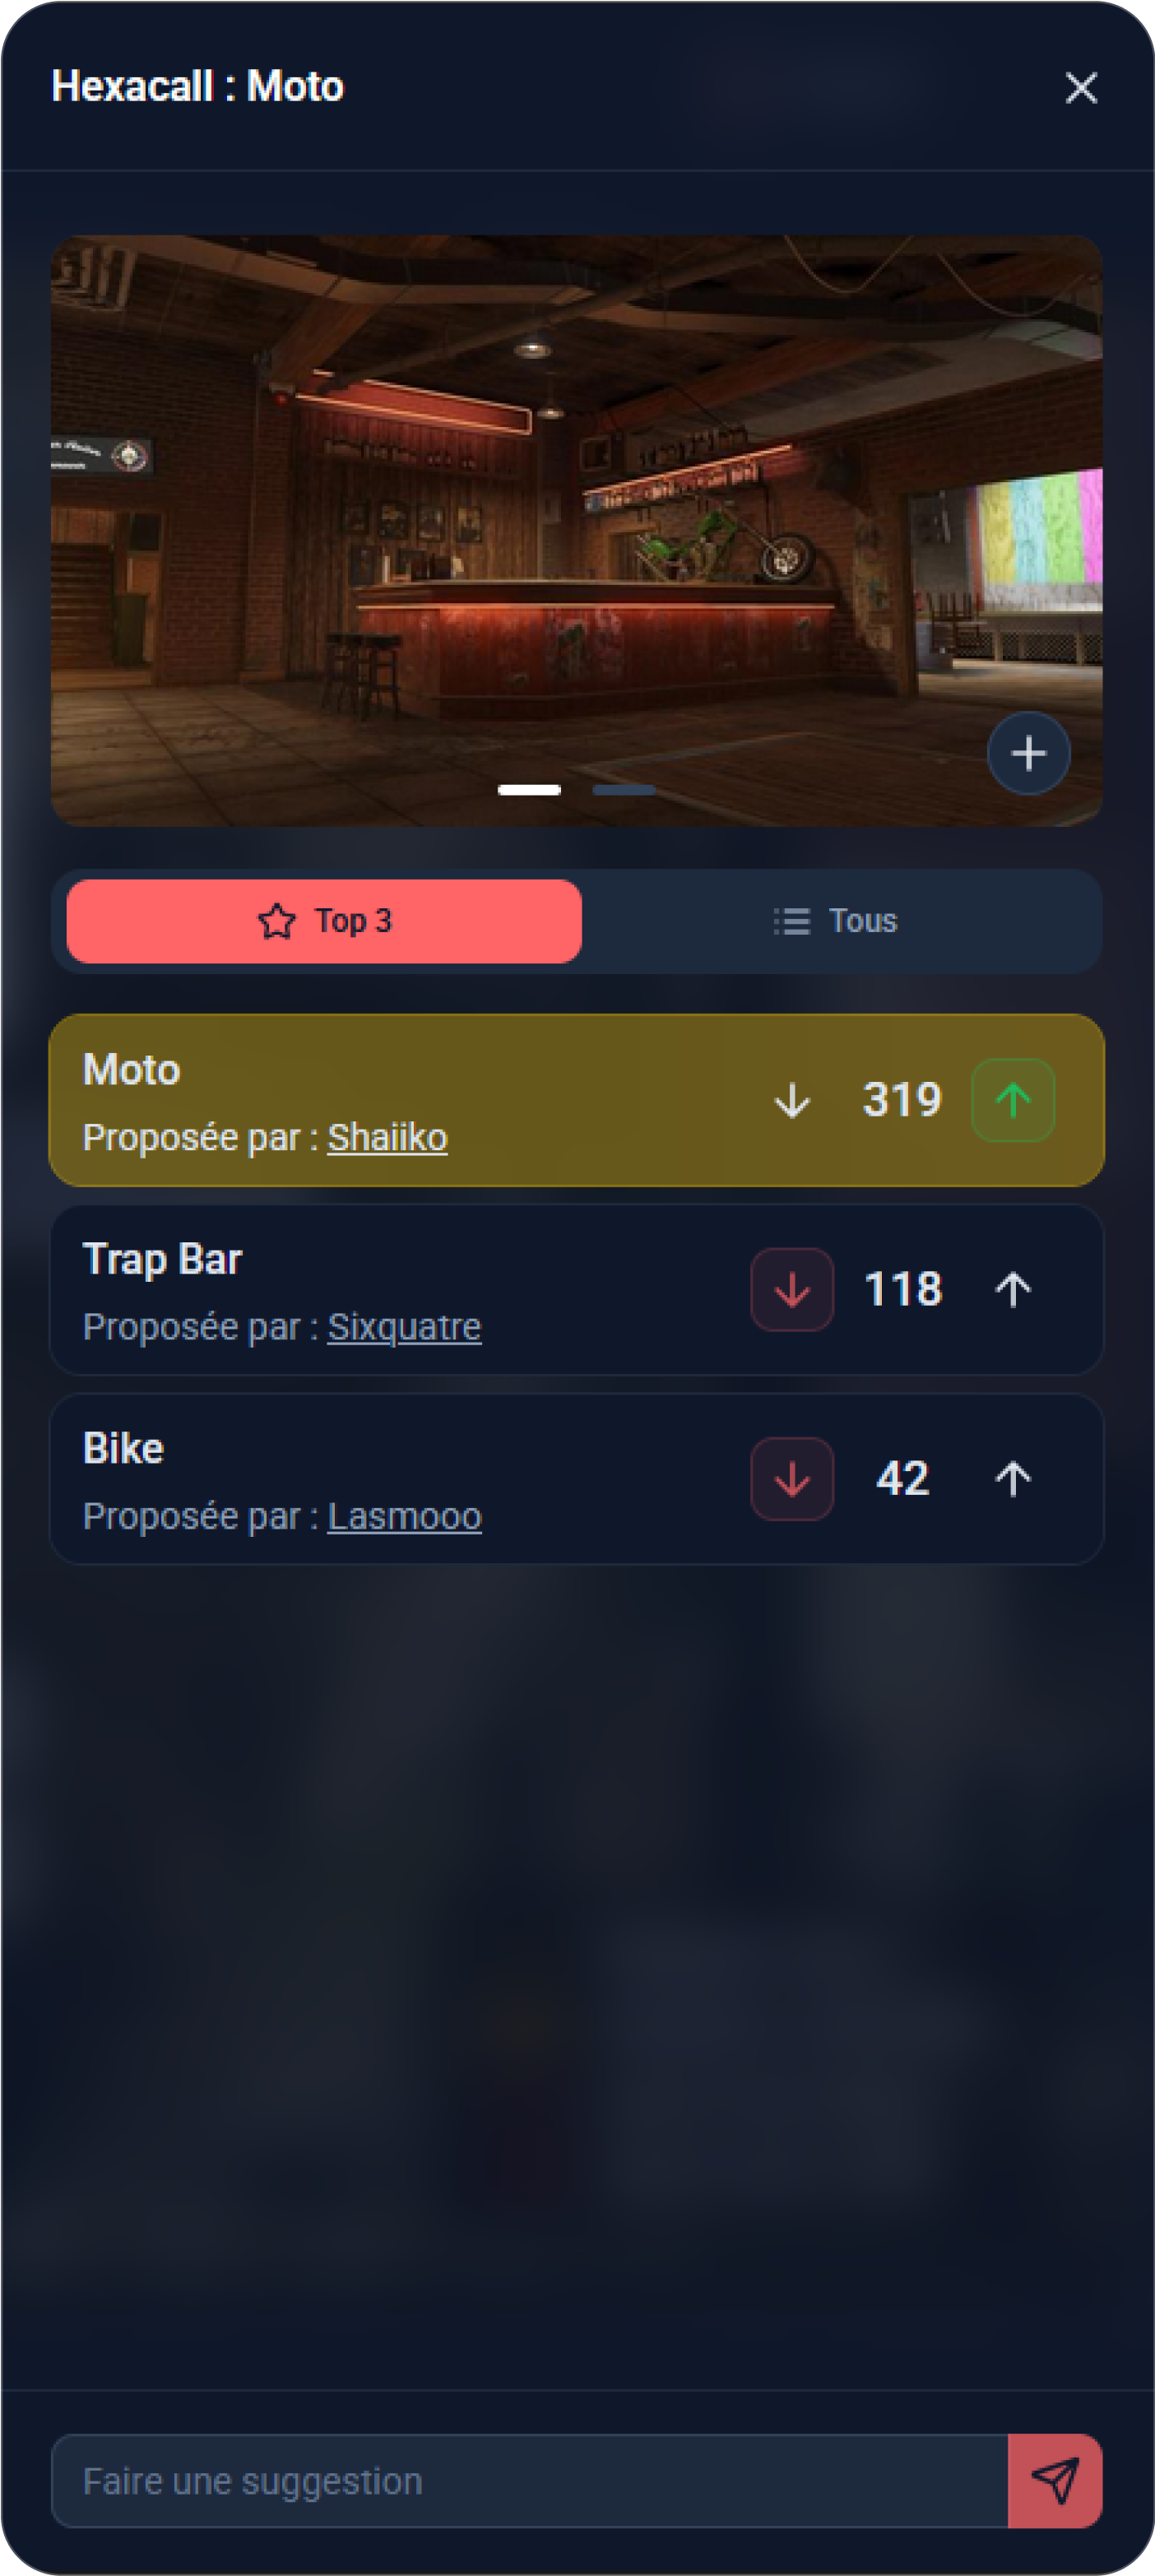 Hexacall : Moto
Top 3
Tous
Moto
319
Proposée par : Shaiiko
Trap Bar
118
Proposée par : Sixquatre
Bike
42
Proposée par : Lasmooo
Faire une suggestion